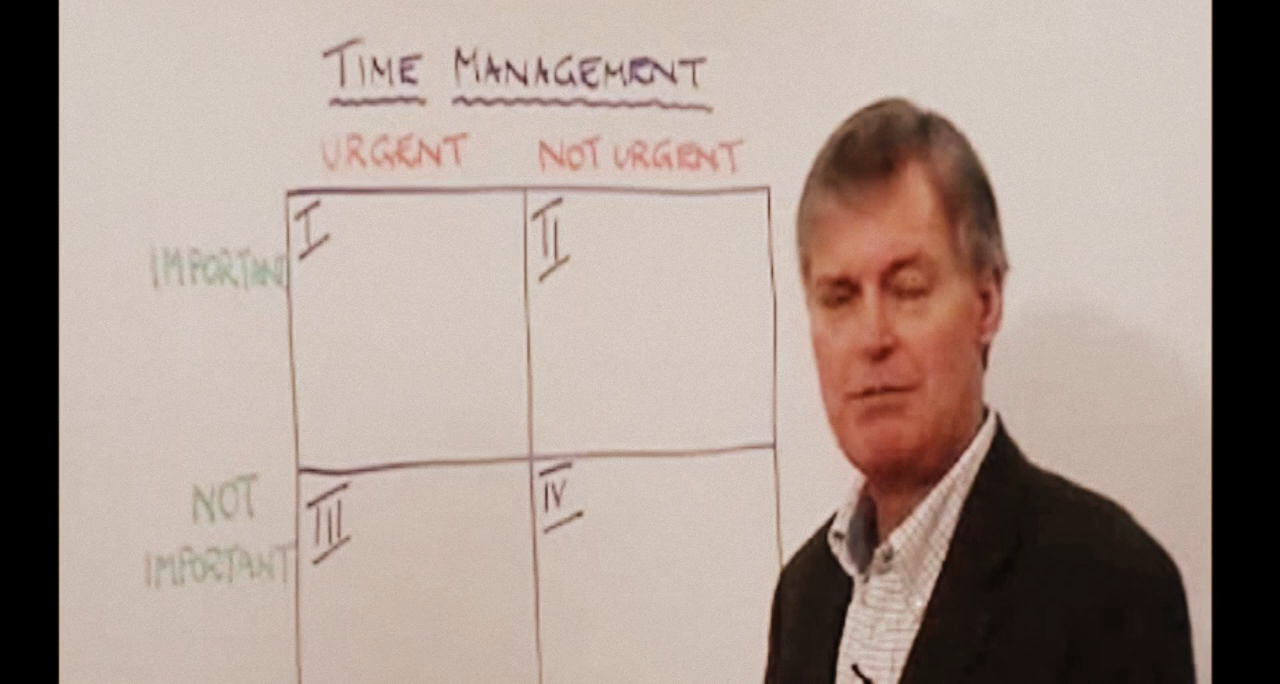 TIME MANAGEMENT
URGENT NOT URGENT
I II
IMPORTANT
III IV
NOT
IMPORTANT